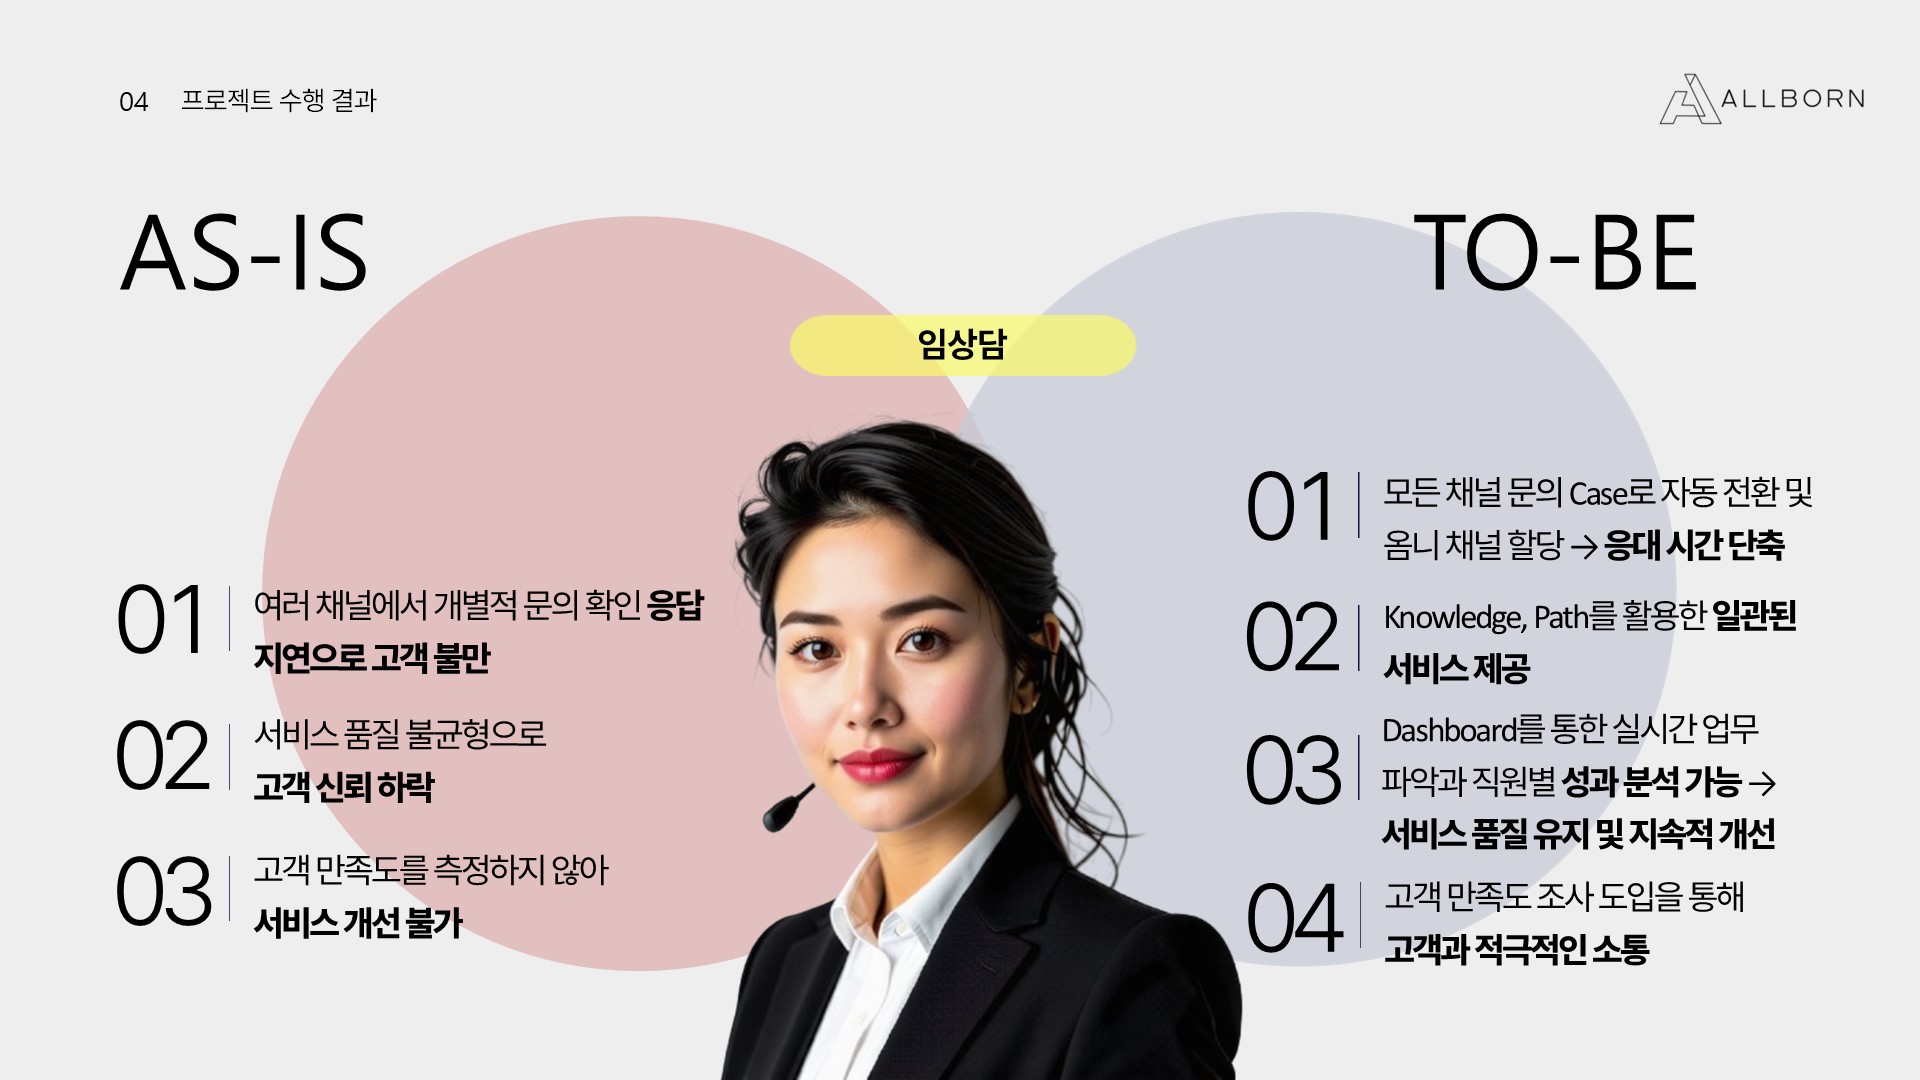 04 프로젝트 수행 결과
ALLBORN
AS-IS
TO-BE
임상담
01
여러 채널에서 개별적 문의 확인 응답
지연으로 고객 불만
02
서비스 품질 불균형으로
고객 신뢰 하락
03
고객 만족도를 측정하지 않아
서비스 개선 불가
01
모든 채널 문의 Case로 자동 전환 및
옴니 채널 할당 → 응대 시간 단축
02
Knowledge, Path를 활용한 일관된
서비스 제공
03
Dashboard를 통한 실시간 업무
파악과 직원별 성과 분석 가능 →
서비스 품질 유지 및 지속적 개선
04
고객 만족도 조사 도입을 통해
고객과 적극적인 소통